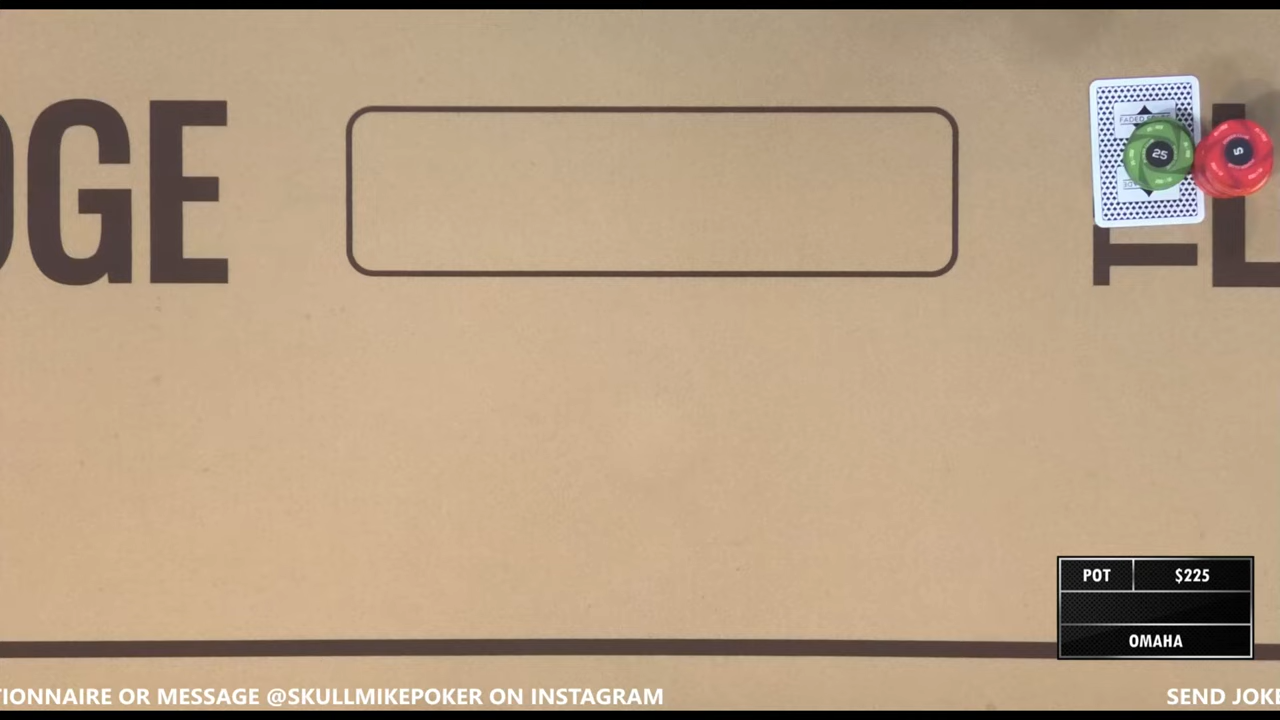 DGE
T L
25
5
POT $225
OMAHA
TIONNAIRE OR MESSAGE @SKULLMIKEPOKER ON INSTAGRAM
SEND JOKE